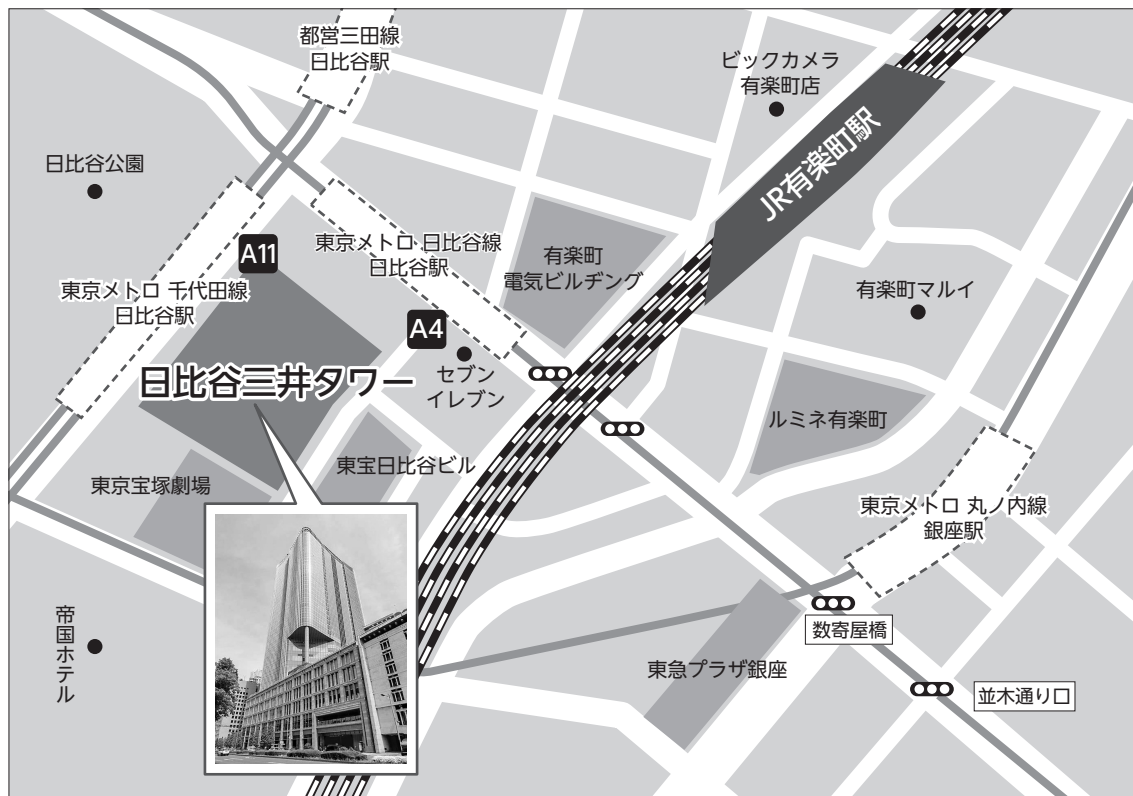 都営三田線
日比谷駅
ビックカメラ
有楽町店
JR有楽町駅
日比谷公園
A11
東京メトロ 日比谷線
日比谷駅
有楽町
電気ビルヂング
東京メトロ 千代田線
日比谷駅
有楽町マルイ
A4
セブン
イレブン
日比谷三井タワー
ルミネ有楽町
東宝日比谷ビル
東京宝塚劇場
東京メトロ 丸ノ内線
銀座駅
帝国ホテル
数寄屋橋
東急プラザ銀座
並木通り口